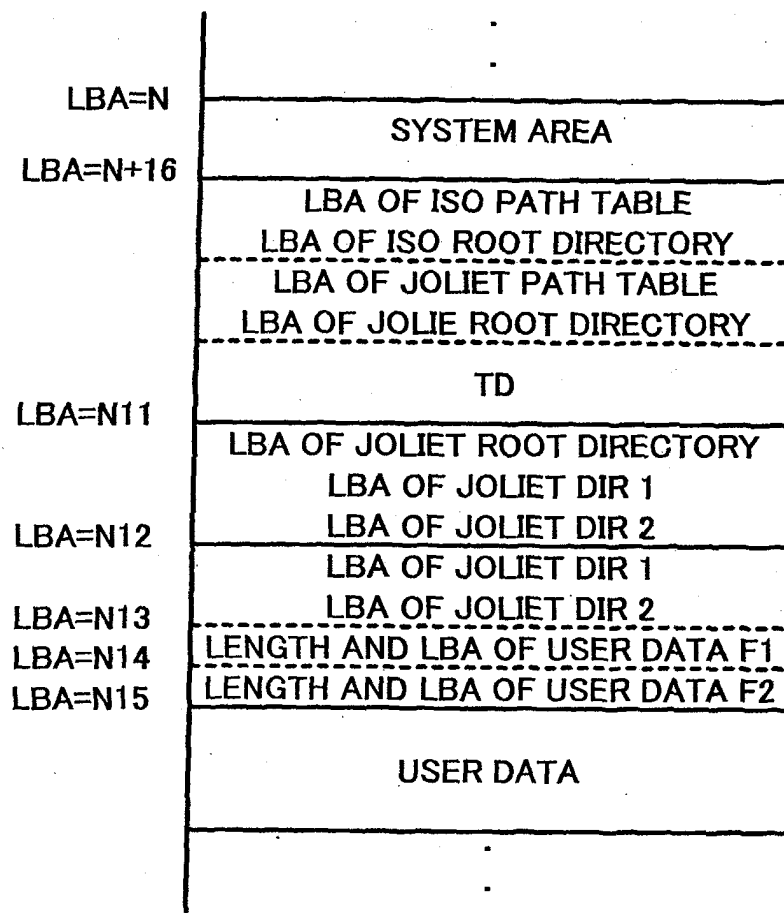 LBA=N
SYSTEM AREA
LBA=N+16
LBA OF ISO PATH TABLE
LBA OF ISO ROOT DIRECTORY
LBA OF JOLIET PATH TABLE
LBA OF JOLIE ROOT DIRECTORY
TD
LBA=N11
LBA OF JOLIET ROOT DIRECTORY
LBA OF JOLIET DIR 1
LBA OF JOLIET DIR 2
LBA=N12
LBA OF JOLIET DIR 1
LBA OF JOLIET DIR 2
LBA=N13
LENGTH AND LBA OF USER DATA F1
LBA=N14
LENGTH AND LBA OF USER DATA F2
LBA=N15
USER DATA